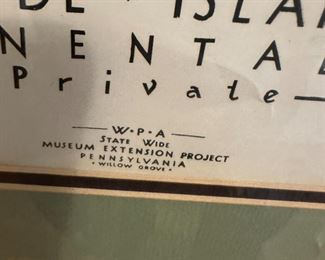 NENTAL
Private
W·P·A
STATE WIDE
MUSEUM EXTENSION PROJECT
PENNSYLVANIA
· WILLOW GROVE ·